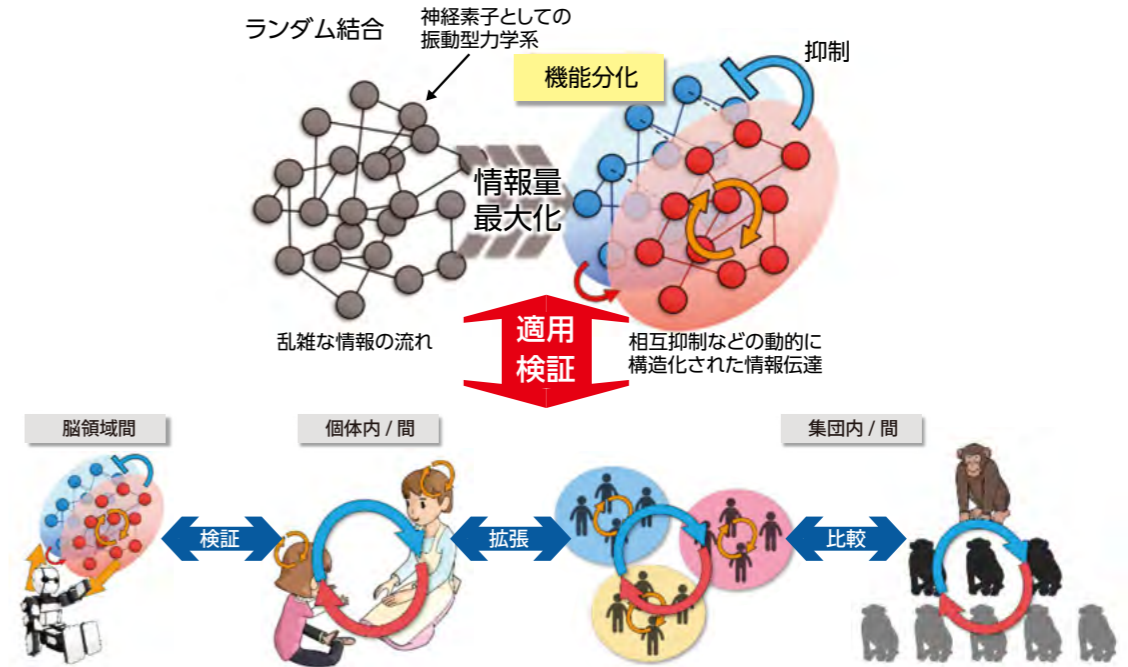 ランダム結合
神経素子としての
振動型力学系
機能分化
抑制
情報量
最大化
乱雑な情報の流れ
適用
検証
相互抑制などの動的に
構造化された情報伝達
脳領域間
個体内 / 間
集団内 / 間
検証
拡張
比較